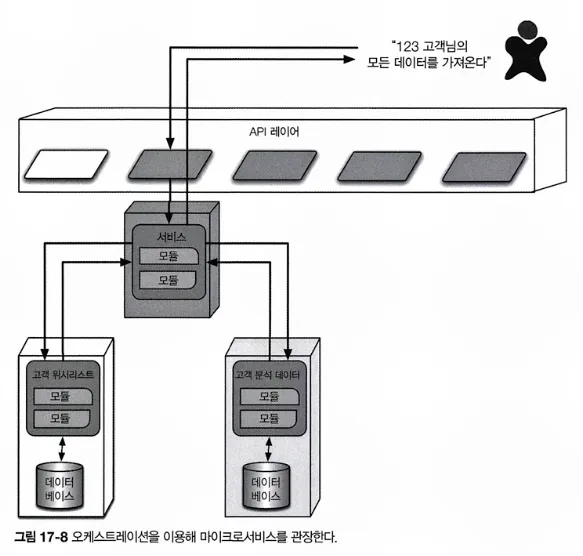 “123 고객님의
모든 데이터를 가져온다”
API 레이어
서비스
모듈
모듈
고객 위시리스트
모듈
모듈
데이터
베이스
고객 분석 데이터
모듈
모듈
데이터
베이스
그림 17-8 오케스트레이션을 이용해 마이크로서비스를 관장한다.